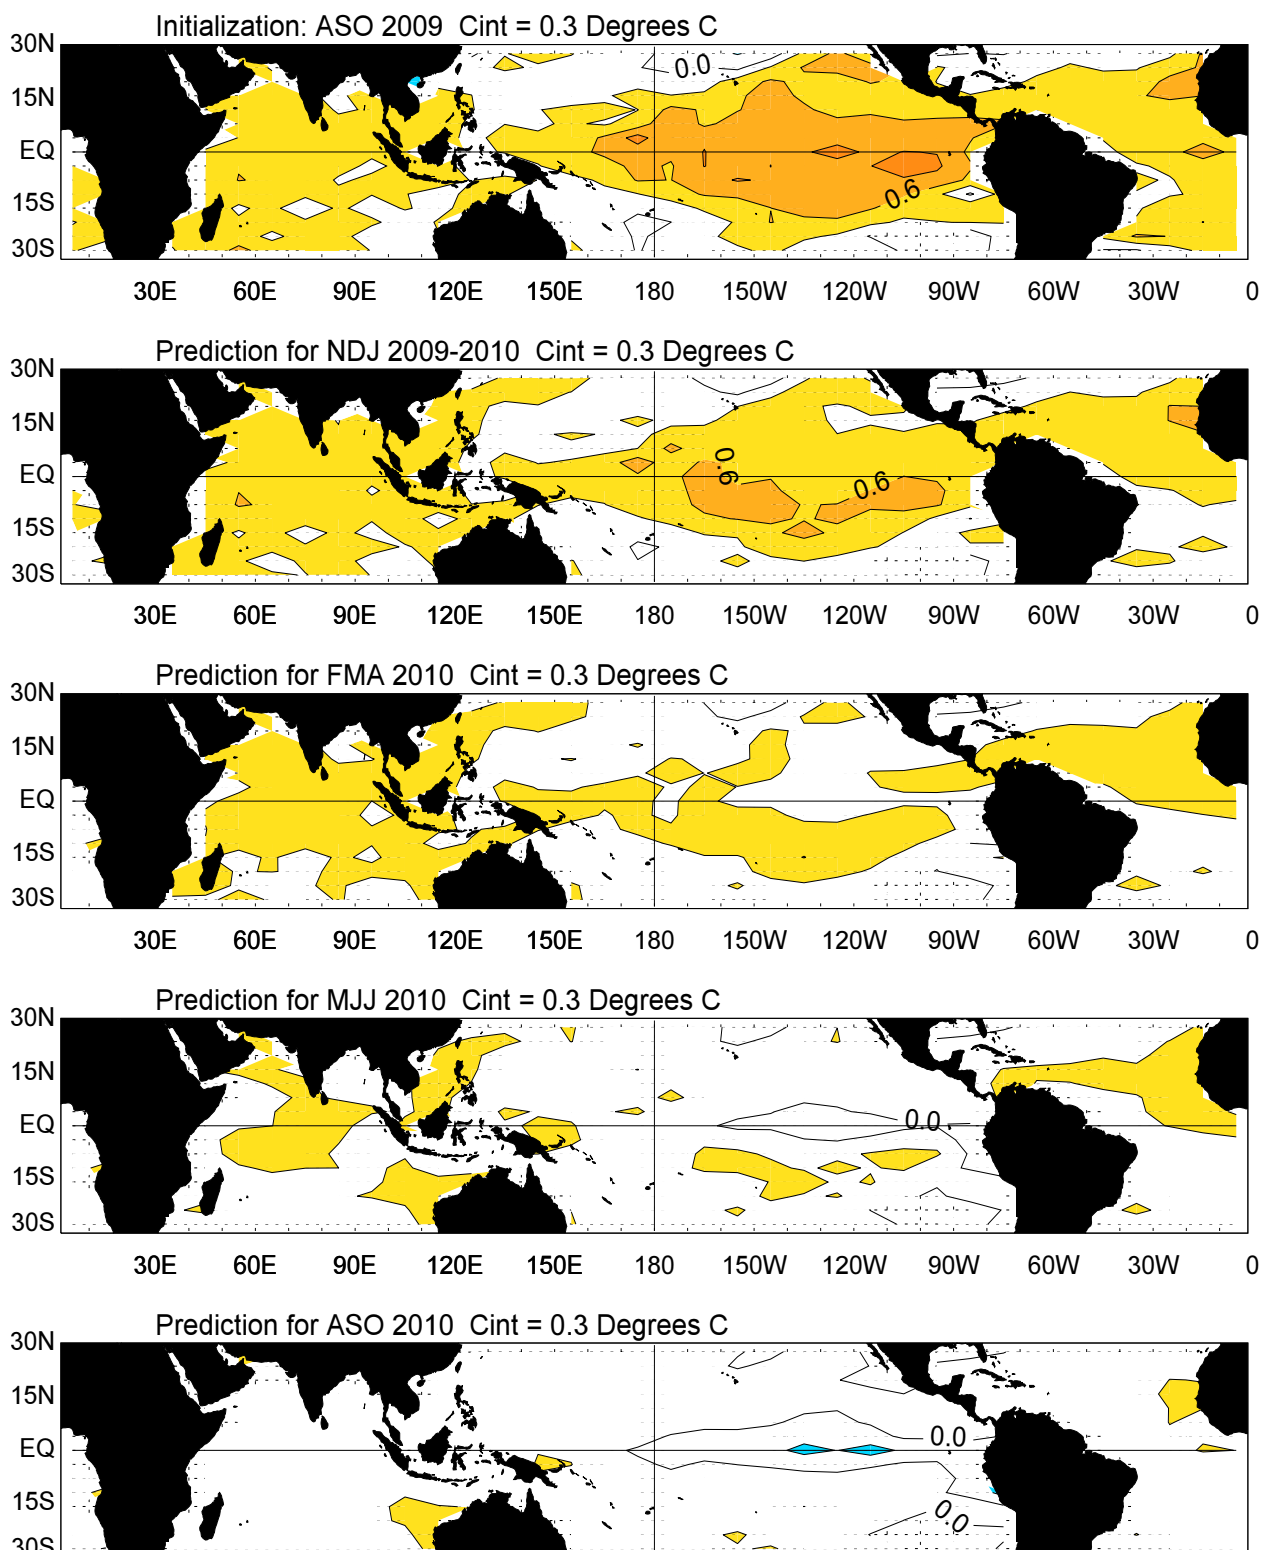 Initialization: ASO 2009  Cint = 0.3 Degrees C
30N
0.0
15N
EQ
15S
0.6
30S
30E 60E 90E 120E 150E 180 150W 120W 90W 60W 30W 0
Prediction for NDJ 2009-2010  Cint = 0.3 Degrees C
30N
15N
0.6
EQ
0.6
15S
30S
30E 60E 90E 120E 150E 180 150W 120W 90W 60W 30W 0
Prediction for FMA 2010  Cint = 0.3 Degrees C
30N
15N
EQ
15S
30S
30E 60E 90E 120E 150E 180 150W 120W 90W 60W 30W 0
Prediction for MJJ 2010  Cint = 0.3 Degrees C
30N
15N
EQ
0.0
15S
30S
30E 60E 90E 120E 150E 180 150W 120W 90W 60W 30W 0
Prediction for ASO 2010  Cint = 0.3 Degrees C
30N
15N
0.0
EQ
15S
0.0
30S